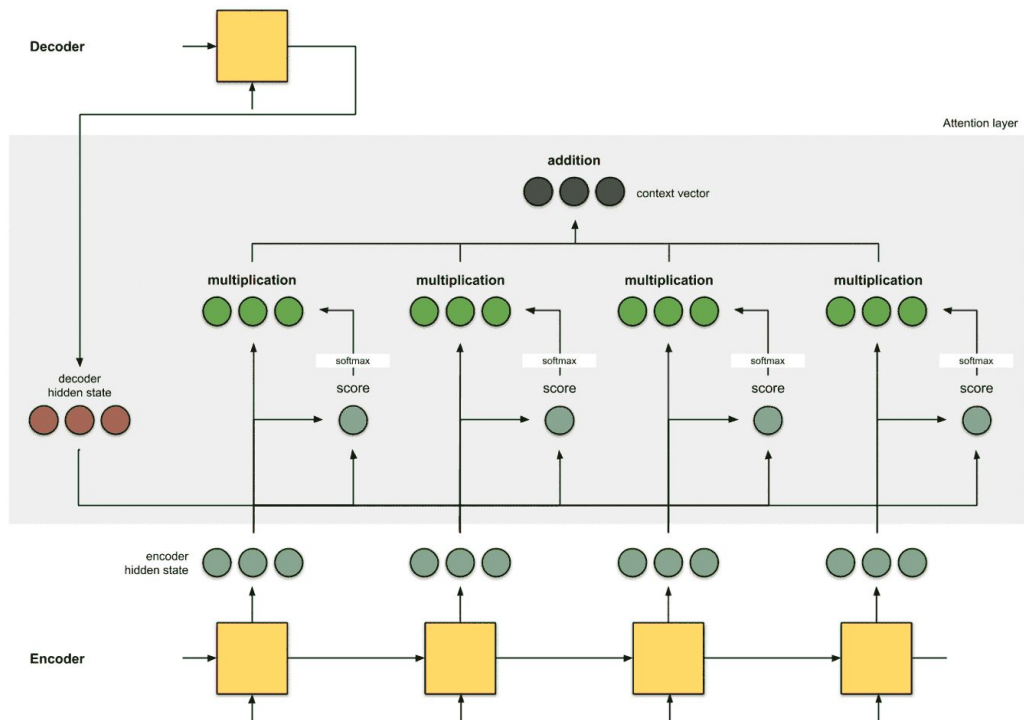 Decoder
Attention layer
addition
context vector
multiplication
multiplication
multiplication
multiplication
softmax
softmax
softmax
softmax
decoder
hidden state
score
score
score
score
encoder
hidden state
Encoder